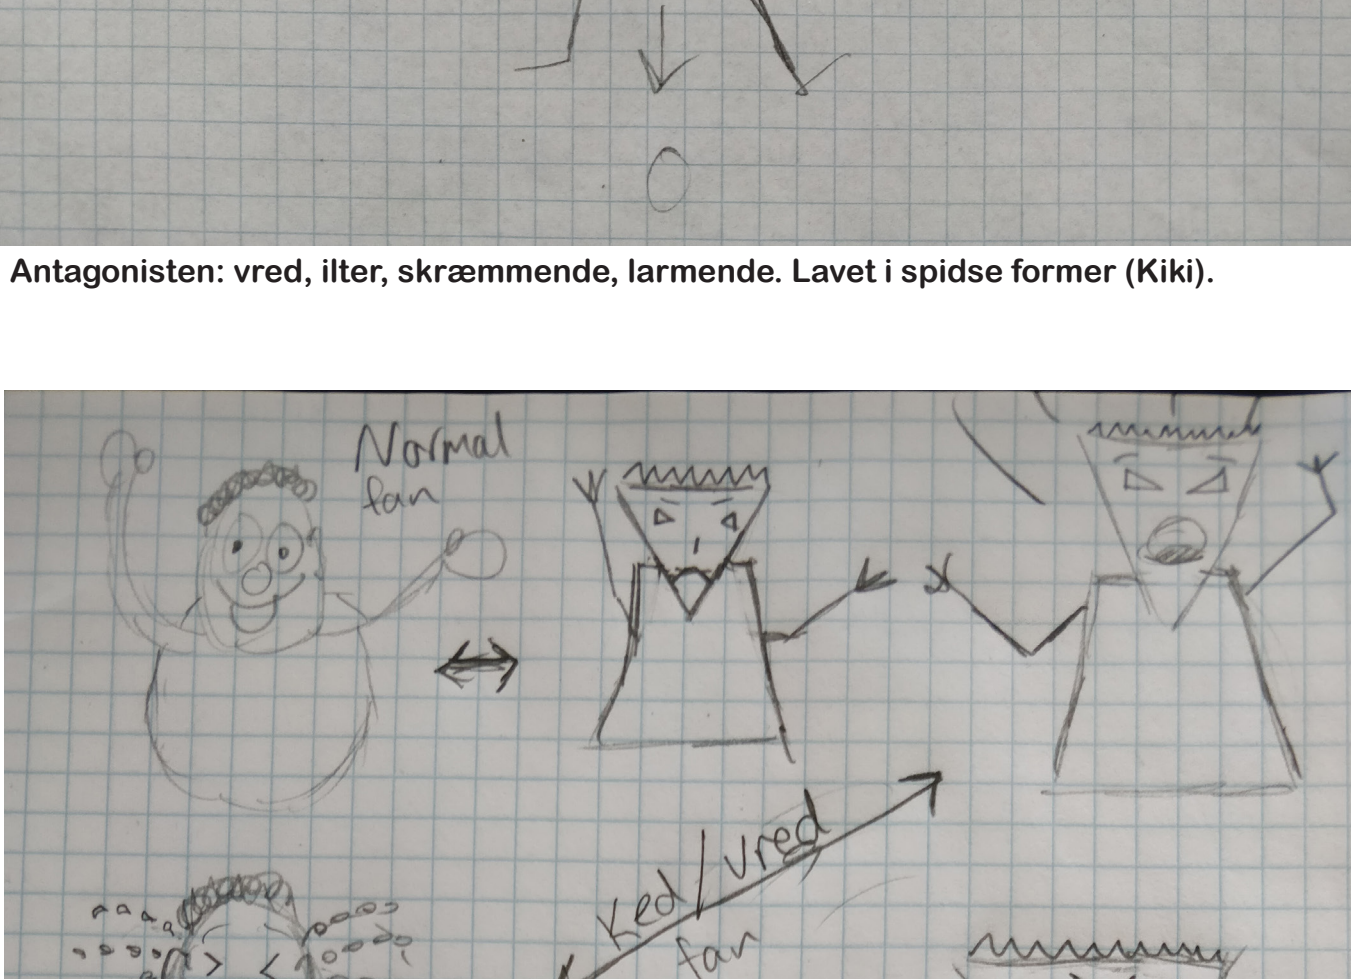 Antagonisten: vred, ilter, skræmmende, larmende. Lavet i spidse former (Kiki).
Normal
fan
Ked/vred
fan